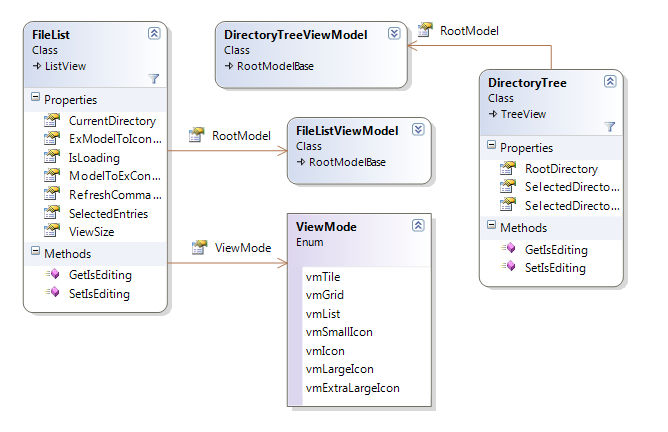 FileList
Class
ListView
Properties
CurrentDirectory
ExModelToIcon...
IsLoading
ModelToExCon...
RefreshComma...
SelectedEntries
ViewSize
Methods
GetIsEditing
SetIsEditing
DirectoryTreeViewModel
Class
RootModelBase
RootModel
RootModel
FileListViewModel
Class
RootModelBase
ViewMode
ViewMode
Enum
vmTile
vmGrid
vmList
vmSmallIcon
vmIcon
vmLargeIcon
vmExtraLargeIcon
DirectoryTree
Class
TreeView
Properties
RootDirectory
SelectedDirecto...
SelectedDirecto...
Methods
GetIsEditing
SetIsEditing